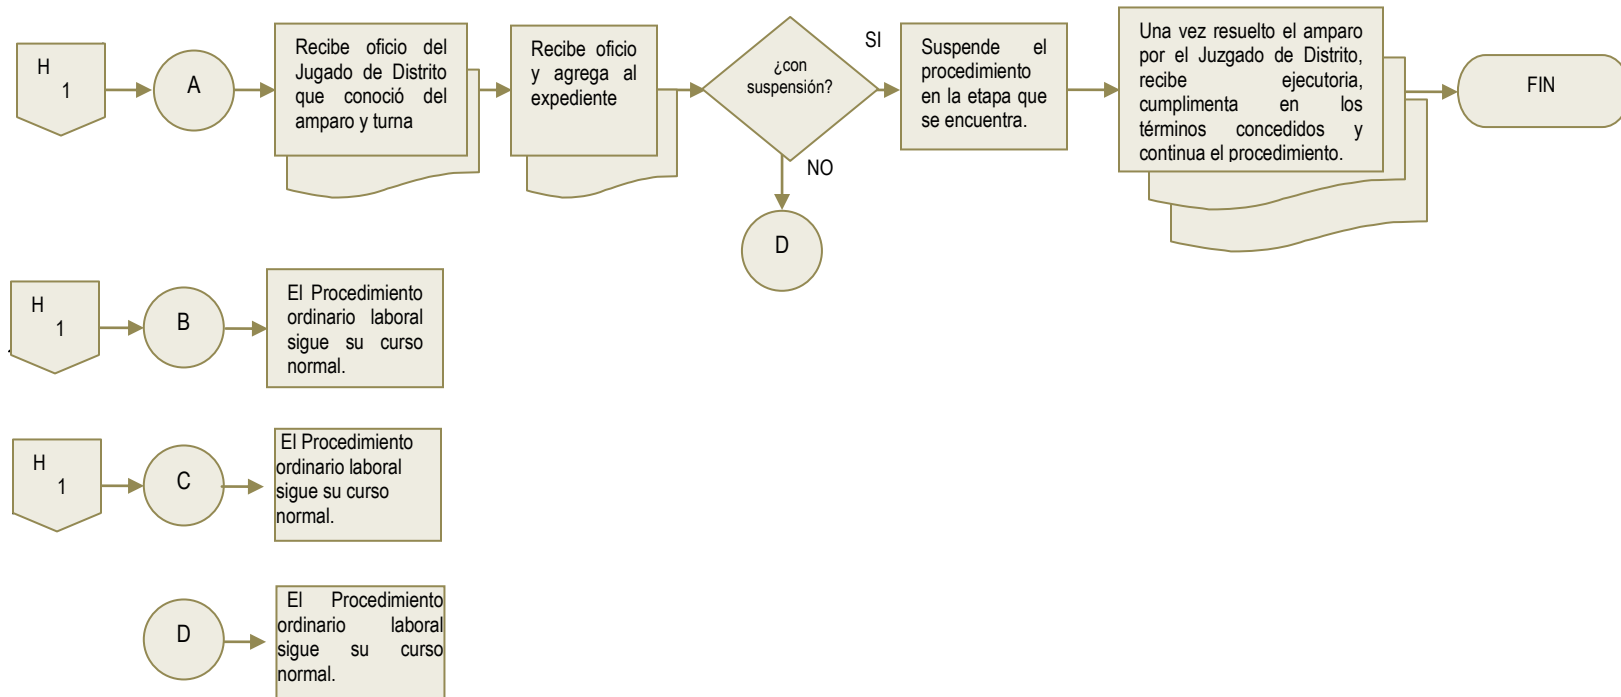 H
1
A
Recibe oficio del
Jugado de Distrito
que conoció del
amparo y turna
Recibe oficio
y agrega al
expediente
¿con
suspensión?
SI
NO
D
Suspende el
procedimiento
en la etapa que
se encuentra.
Una vez resuelto el amparo
por el Juzgado de Distrito,
recibe ejecutoria,
cumplimenta en los
términos concedidos y
continua el procedimiento.
FIN
H
1
B
El Procedimiento
ordinario laboral
sigue su curso
normal.
H
1
C
El Procedimiento
ordinario laboral
sigue su curso
normal.
D
El Procedimiento
ordinario laboral
sigue su curso
normal.